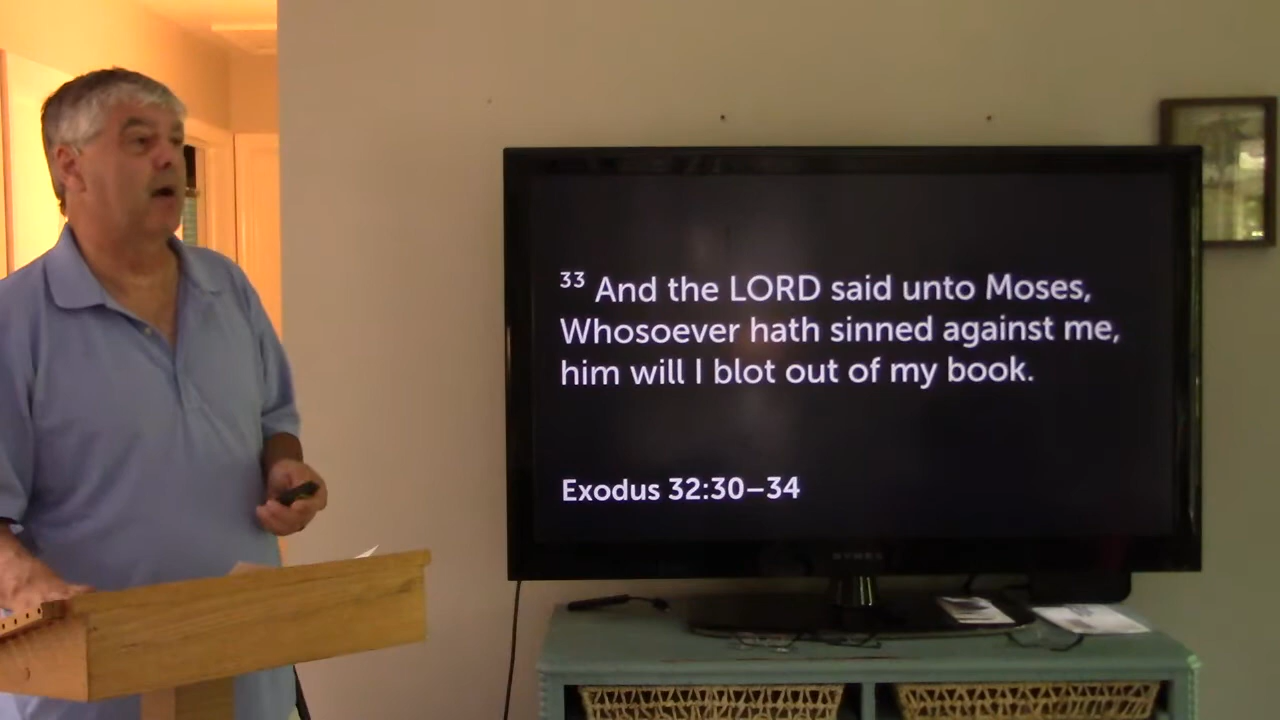 ³³ And the LORD said unto Moses,
Whosoever hath sinned against me,
him will I blot out of my book.
Exodus 32:30–34
DYNEX